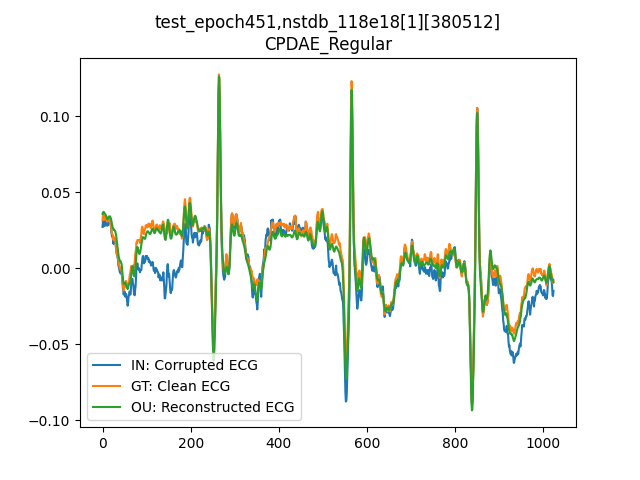 test_epoch451,nstdb_118e18[1][380512]
CPDAE_Regular
0.10
0.05
0.00
−0.05
−0.10
IN: Corrupted ECG
GT: Clean ECG
OU: Reconstructed ECG
0 200 400 600 800 1000